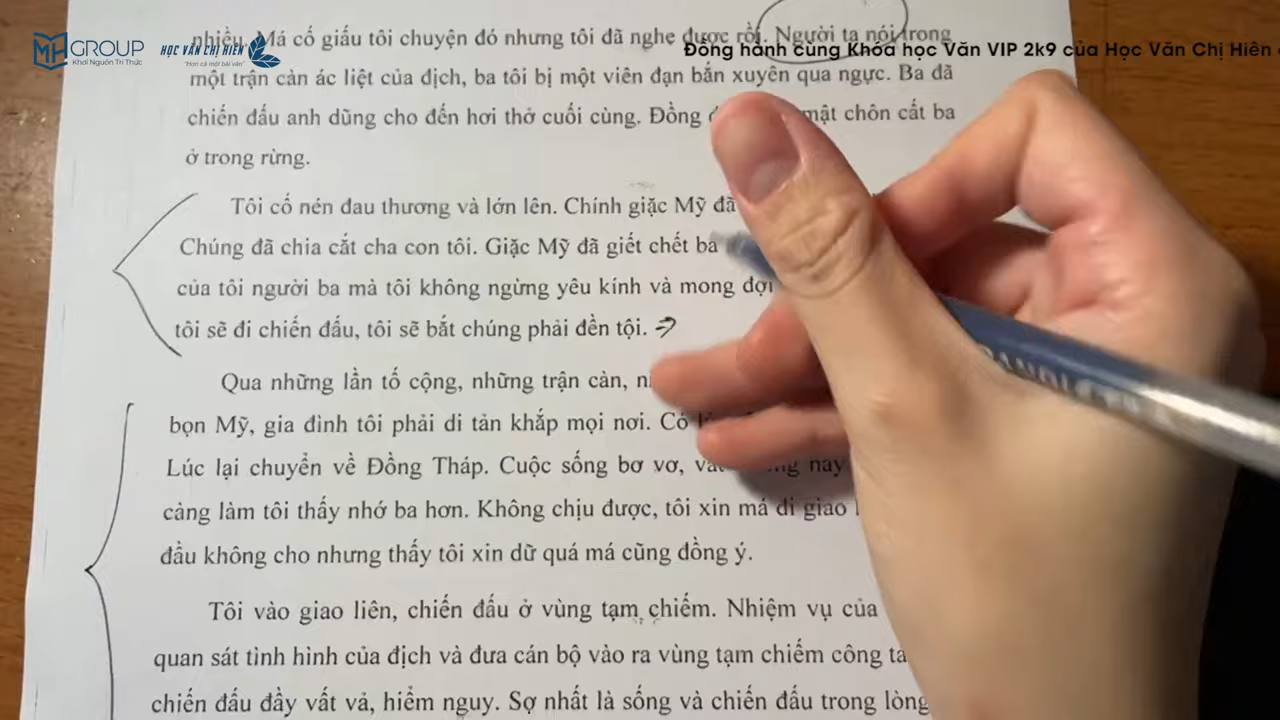 MH GROUP
Khơi Nguồn Tri Thức
HỌC VĂN CHỊ HIÊN
"Hơn cả một bài văn"
Đồng hành cùng Khóa học Văn VIP 2k9 của Học Văn Chị Hiên
nhiều. Má cố giấu tôi chuyện đó nhưng tôi đã nghe được rồi. Người ta nói trong
một trận càn ác liệt của địch, ba tôi bị một viên đạn bắn xuyên qua ngực. Ba đã
chiến đấu anh dũng cho đến hơi thở cuối cùng. Đồng mật chôn cất ba
ở trong rừng.
Tôi cố nén đau thương và lớn lên. Chính giặc Mỹ đã
Chúng đã chia cắt cha con tôi. Giặc Mỹ đã giết chết ba
của tôi người ba mà tôi không ngừng yêu kính và mong đợi
tôi sẽ đi chiến đấu, tôi sẽ bắt chúng phải đền tội.
Qua những lần tố cộng, những trận càn,
bọn Mỹ, gia đình tôi phải di tản khắp mọi nơi. Có
Lúc lại chuyển về Đồng Tháp. Cuộc sống bơ vơ, này
càng làm tôi thấy nhớ ba hơn. Không chịu được, tôi xin má đi giao
đầu không cho nhưng thấy tôi xin dữ quá má cũng đồng ý.
Tôi vào giao liên, chiến đấu ở vùng tạm chiếm. Nhiệm vụ của
quan sát tình hình của địch và đưa cán bộ vào ra vùng tạm chiếm công
chiến đấu đầy vất vả, hiểm nguy. Sợ nhất là sống và chiến đấu trong lòng